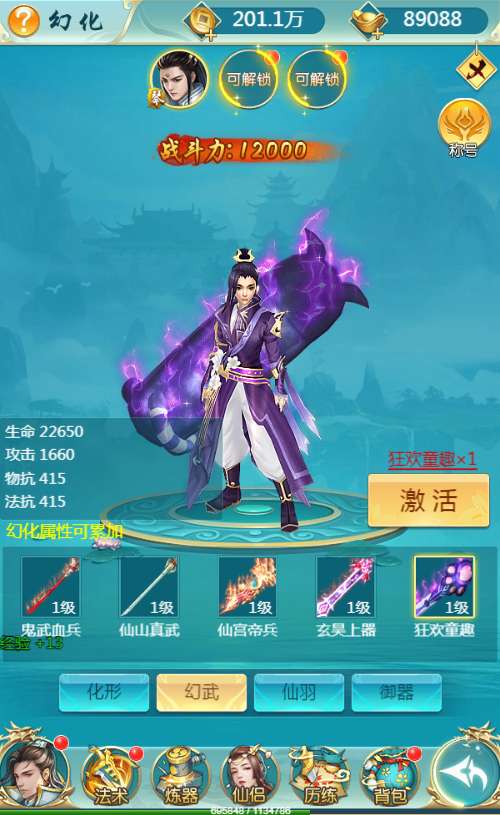 幻化
201.1万
89088
可解锁
可解锁
琴
称号
战斗力:12000
生命 22650
攻击 1660
物抗 415
法抗 415
幻化属性可累加
狂欢童趣×1
激活
1级
1级
1级
1级
1级
鬼武血兵
仙山真武
仙宫帝兵
玄昊上器
狂欢童趣
经验 +13
化形
幻武
仙羽
御器
法术
炼器
仙侣
历练
背包
695848 / 1134786